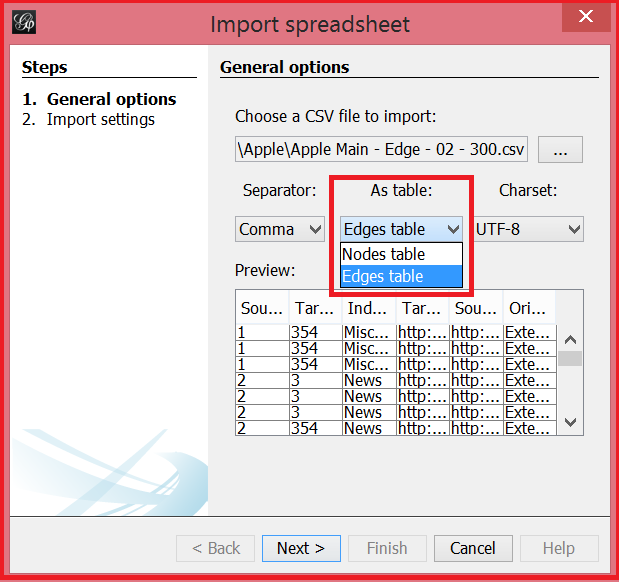 Import spreadsheet
Steps
1. General options
2. Import settings
General options
Choose a CSV file to import:
\Apple\Apple Main - Edge - 02 - 300.csv
...
Separator: As table: Charset:
Comma Edges table UTF-8
Nodes table
Edges table
Preview:
Sou... Tar... Ind... Tar... Sou... Ori...
1 354 Misc... http:... http:... Exte...
1 354 Misc... http:... http:... Exte...
1 354 Misc... http:... http:... Exte...
2 3 News http:... http:... Exte...
2 3 News http:... http:... Exte...
2 3 News http:... http:... Exte...
2 354 News http:... http:... Exte...
< Back Next > Finish Cancel Help